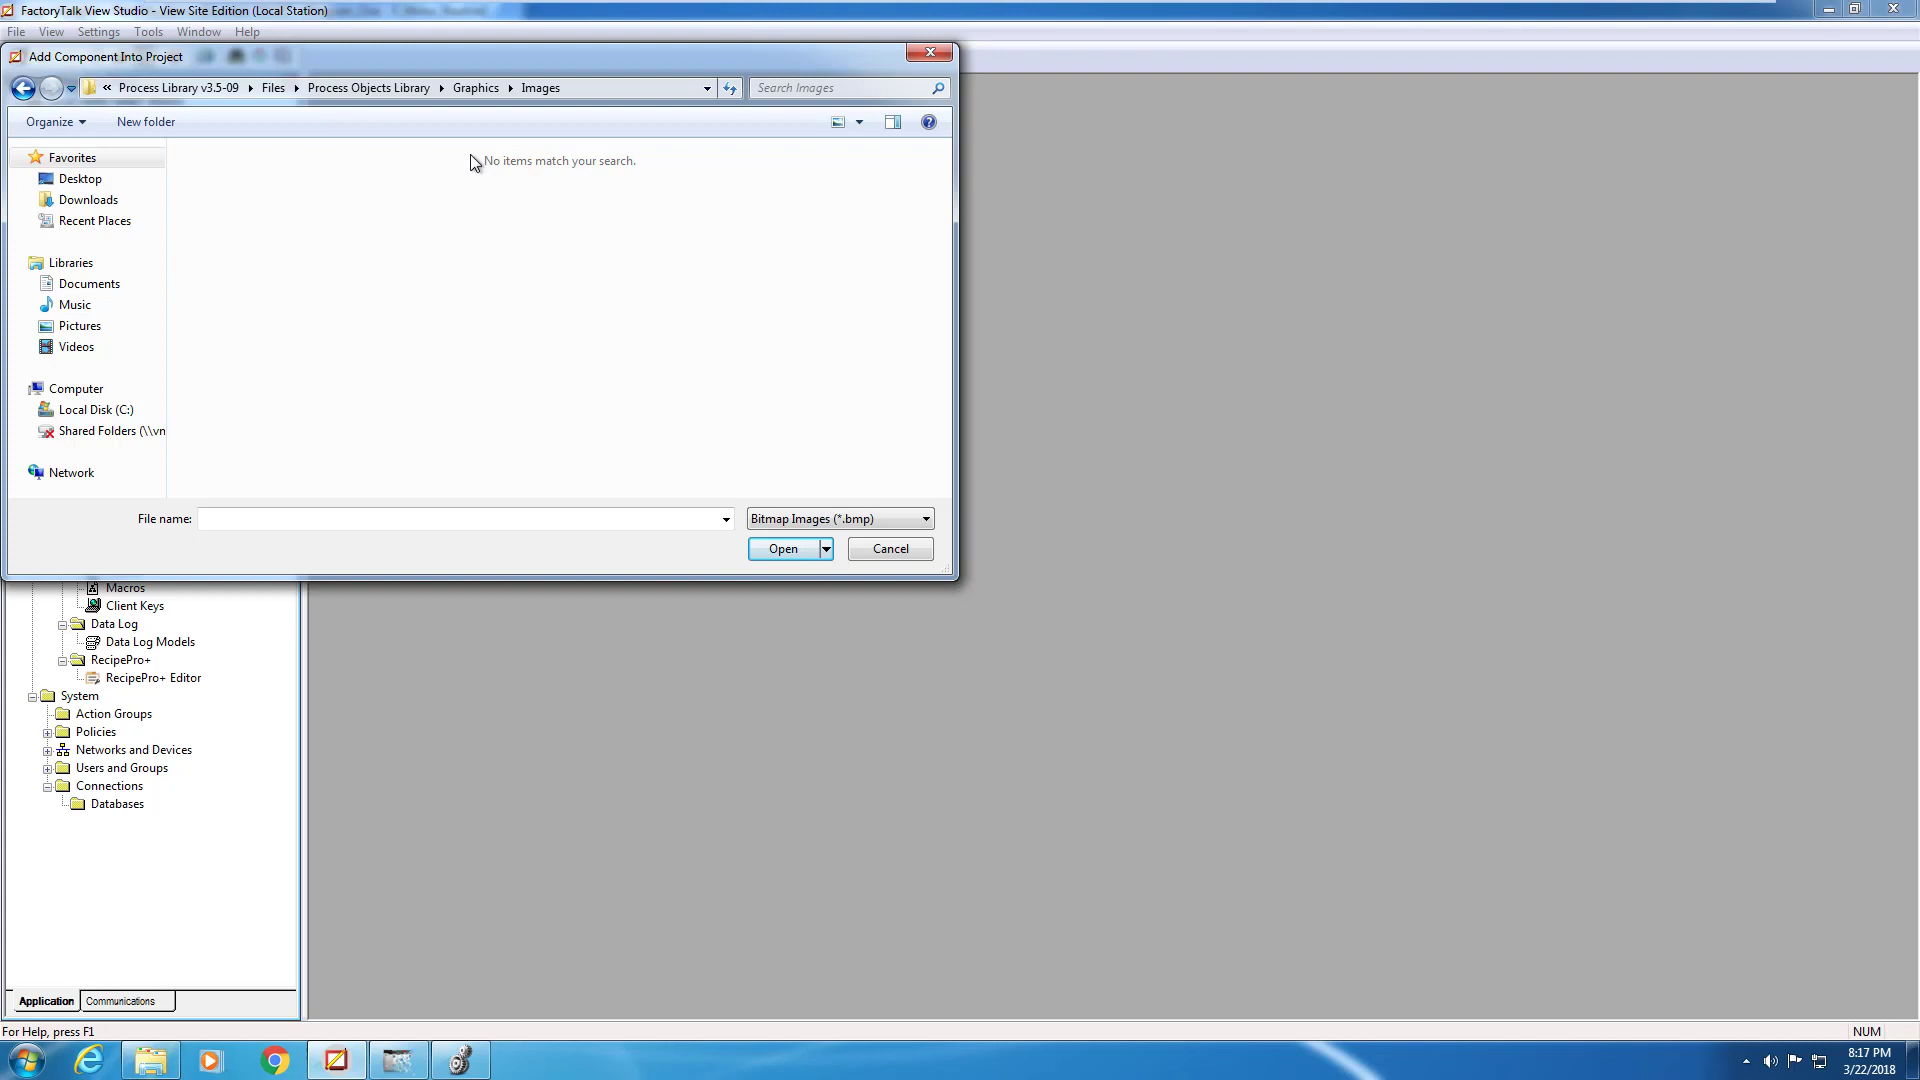 FactoryTalk View Studio - View Site Edition (Local Station)
File View Settings Tools Window Help
Add Component Into Project
« Process Library v3.5-09 Files Process Objects Library Graphics Images
Search Images
Organize New folder
Favorites
Desktop
Downloads
Recent Places
Libraries
Documents
Music
Pictures
Videos
Computer
Local Disk (C:)
Shared Folders (\\vn
Network
No items match your search.
File name:
Bitmap Images (*.bmp)
Open Cancel
Macros
Client Keys
Data Log
Data Log Models
RecipePro+
RecipePro+ Editor
System
Action Groups
Policies
Networks and Devices
Users and Groups
Connections
Databases
Application Communications
For Help, press F1
NUM
8:17 PM
3/22/2018